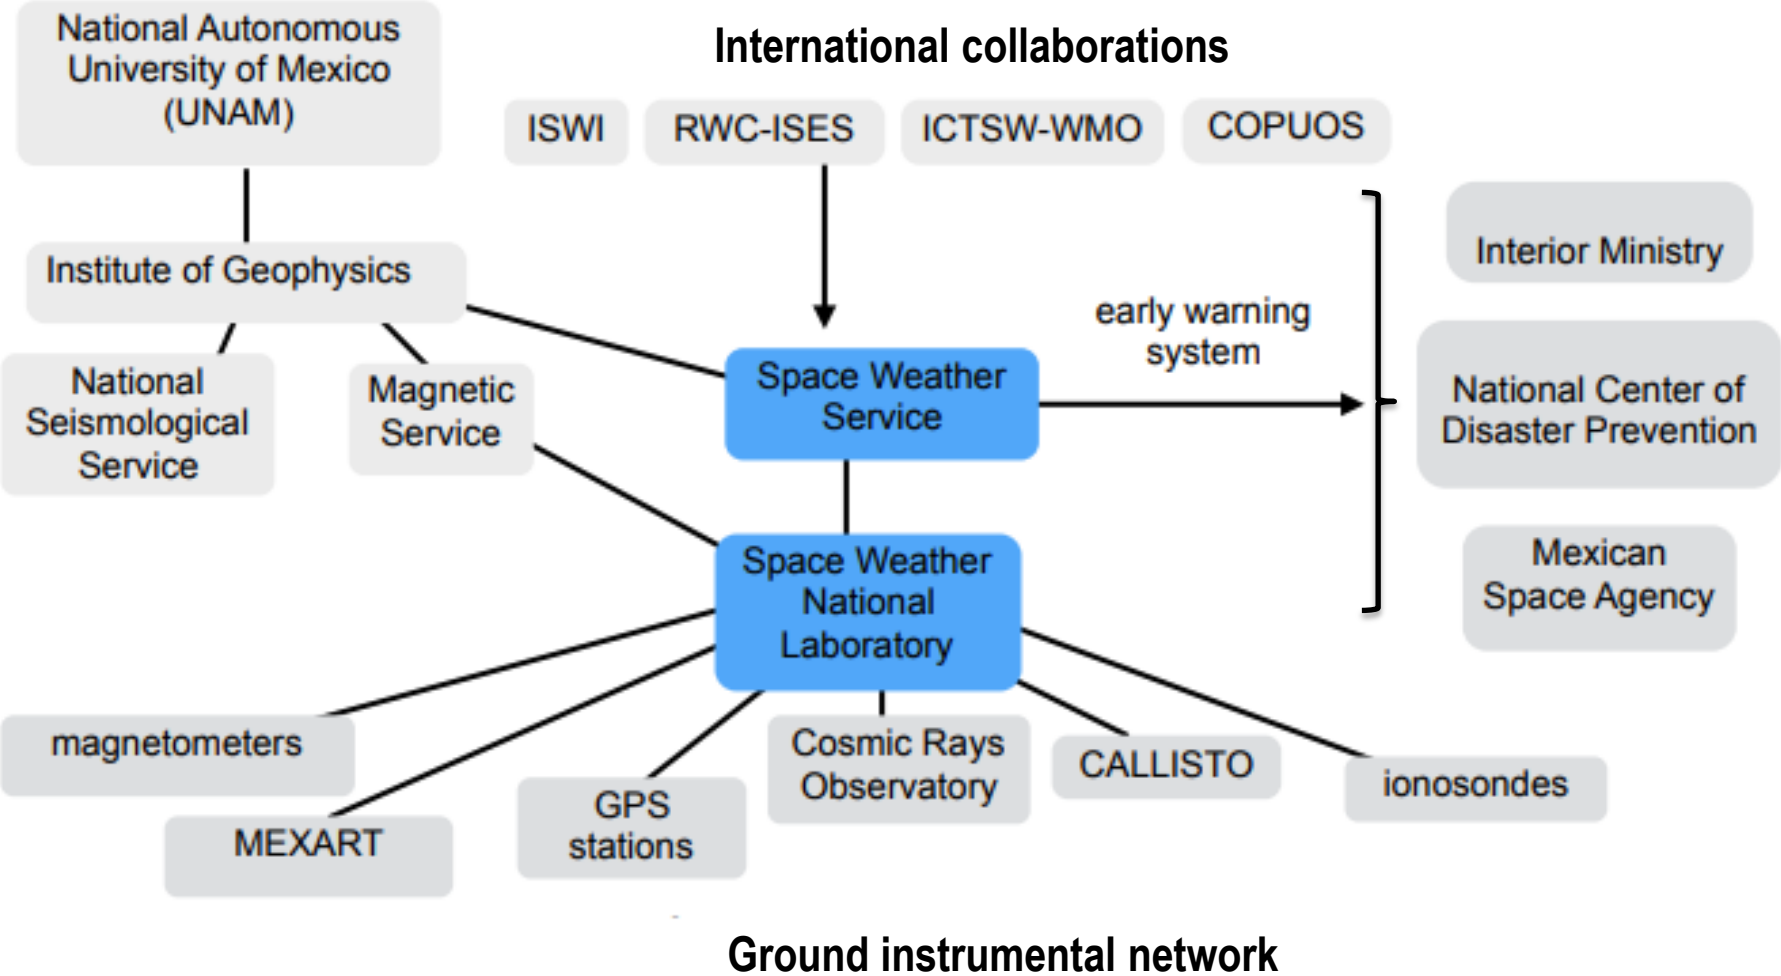 National Autonomous
University of Mexico
(UNAM)
International collaborations
ISWI
RWC-ISES
ICTSW-WMO
COPUOS
Institute of Geophysics
National
Seismological
Service
Magnetic
Service
Space Weather
Service
early warning
system
Interior Ministry
National Center of
Disaster Prevention
Mexican
Space Agency
Space Weather
National
Laboratory
magnetometers
MEXART
GPS
stations
Cosmic Rays
Observatory
CALLISTO
ionosondes
Ground instrumental network